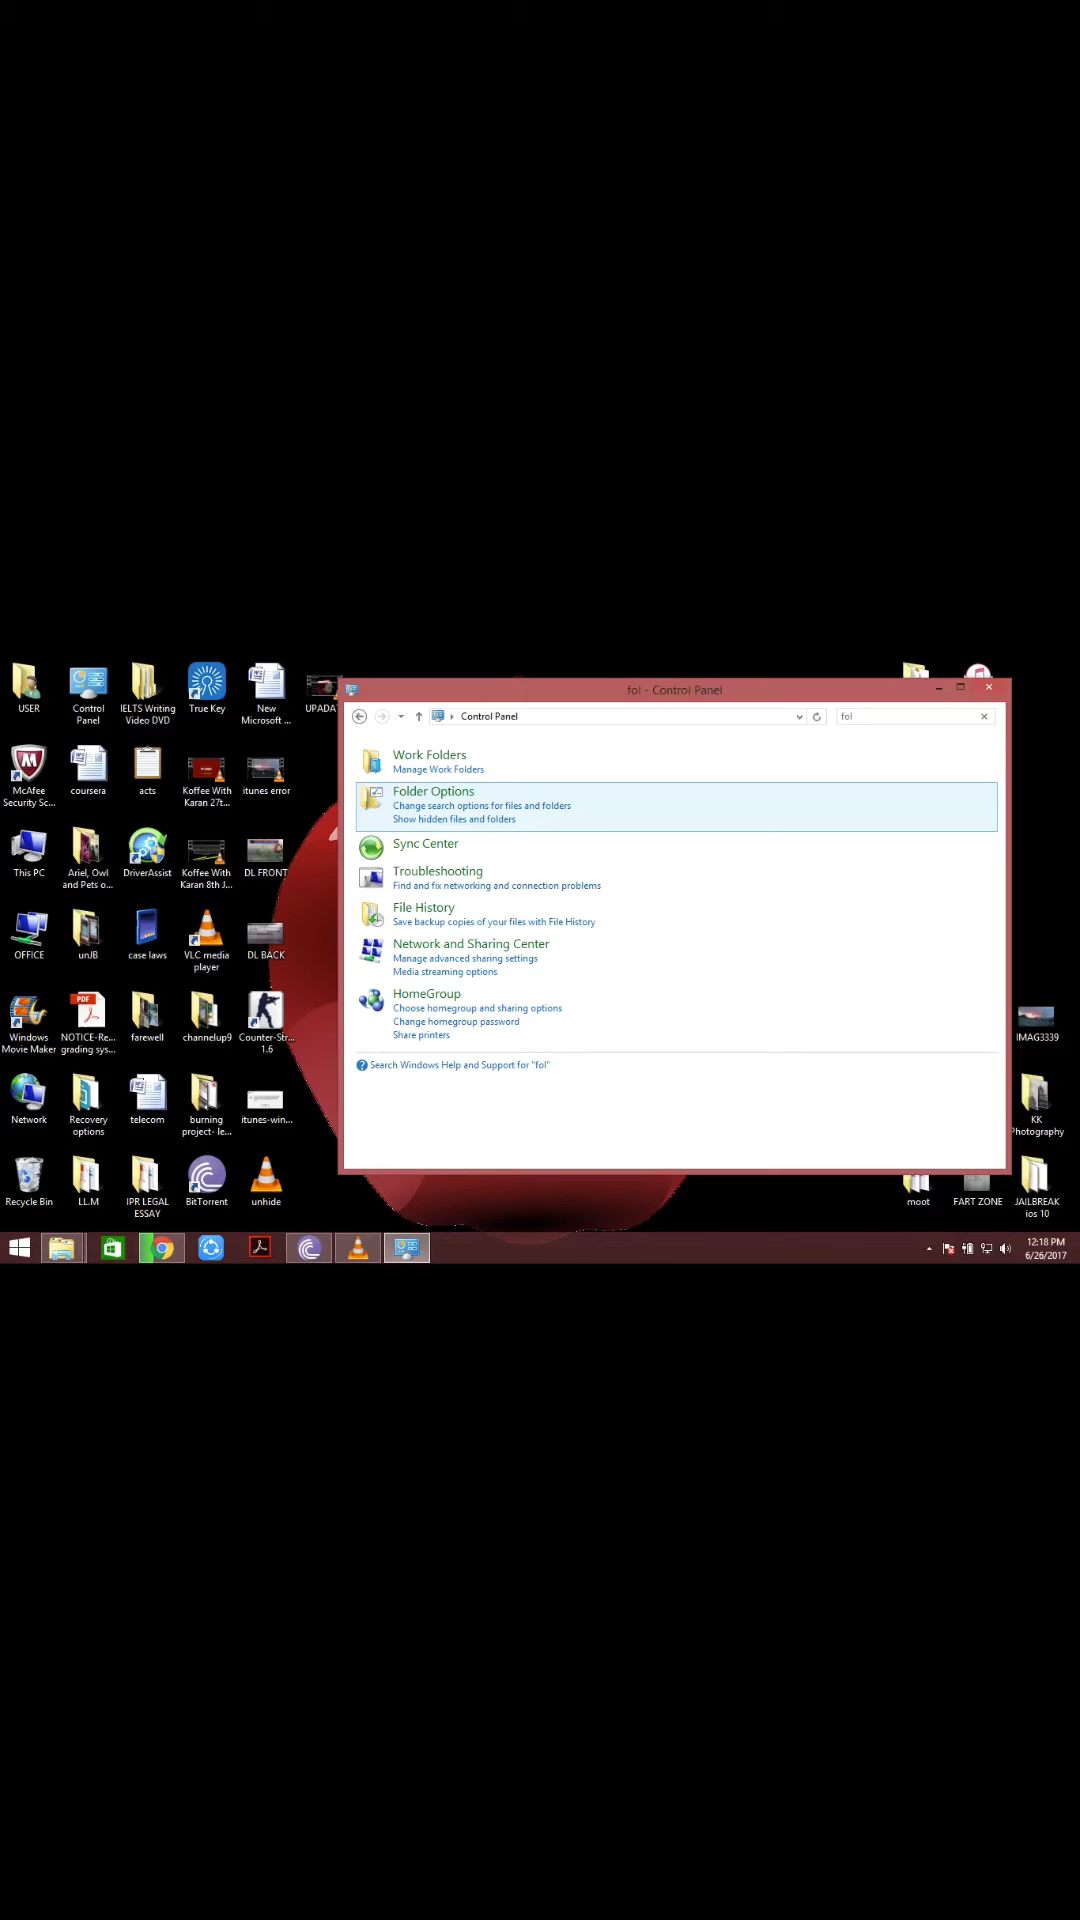 fol - Control Panel
Control Panel
fol
Work Folders
Manage Work Folders
Folder Options
Change search options for files and folders
Show hidden files and folders
Sync Center
Troubleshooting
Find and fix networking and connection problems
File History
Save backup copies of your files with File History
Network and Sharing Center
Manage advanced sharing settings
Media streaming options
HomeGroup
Choose homegroup and sharing options
Change homegroup password
Share printers
Search Windows Help and Support for "fol"
USER
Control
Panel
IELTS Writing
Video DVD
True Key
New
Microsoft ...
UPADA
McAfee
Security Sc...
coursera
acts
Koffee With
Karan 27t...
itunes error
This PC
Ariel, Owl
and Pets o...
DriverAssist
Koffee With
Karan 8th J...
DL FRONT
OFFICE
unJB
case laws
VLC media
player
DL BACK
Windows
Movie Maker
NOTICE-Re...
grading sys...
farewell
channelup9
Counter-Str...
1.6
IMAG3339
Network
Recovery
options
telecom
burning
project- le...
itunes-win...
KK
Photography
Recycle Bin
LL.M
IPR LEGAL
ESSAY
BitTorrent
unhide
moot
FART ZONE
JAILBREAK
ios 10
PDF
12:18 PM
6/26/2017